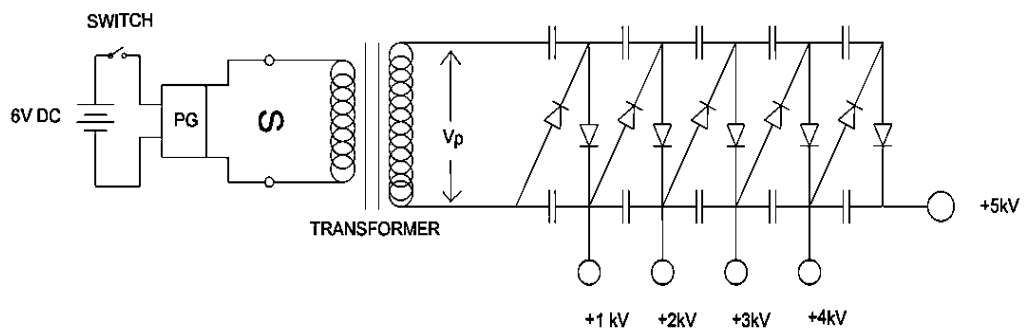 SWITCH
6V DC
PG
S
Vp
TRANSFORMER
+5kV
+1 kV
+2kV
+3kV
+4kV